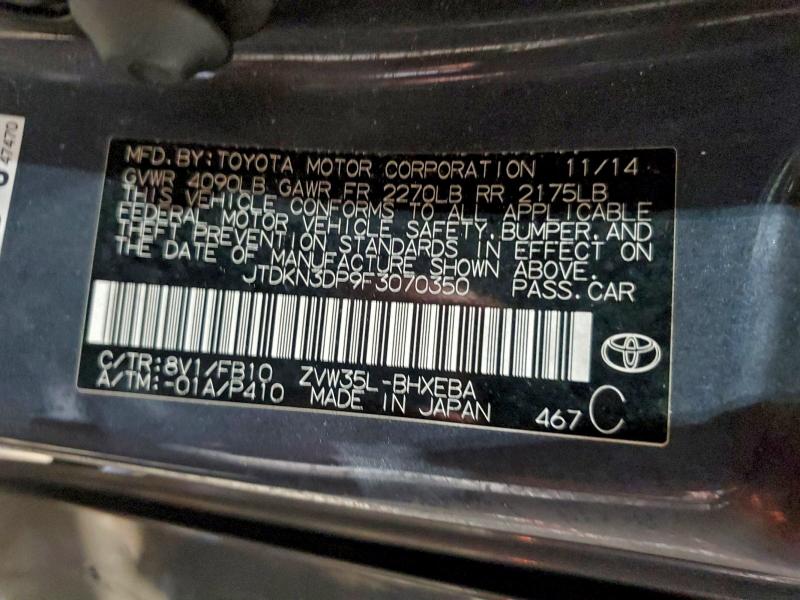 MFD. BY: TOYOTA MOTOR CORPORATION 11/14
GVWR 4090LB GAWR FR 2270LB RR 2175LB
THIS VEHICLE CONFORMS TO ALL APPLICABLE
FEDERAL MOTOR VEHICLE SAFETY, BUMPER, AND
THEFT PREVENTION STANDARDS IN EFFECT ON
THE DATE OF MANUFACTURE SHOWN ABOVE.
JTDKN3DP9F3070350 PASS. CAR
C/TR: 8V1/FB10 ZVW35L-BHXEBA
A/TM: -01A/P410 MADE IN JAPAN
467 C
47470